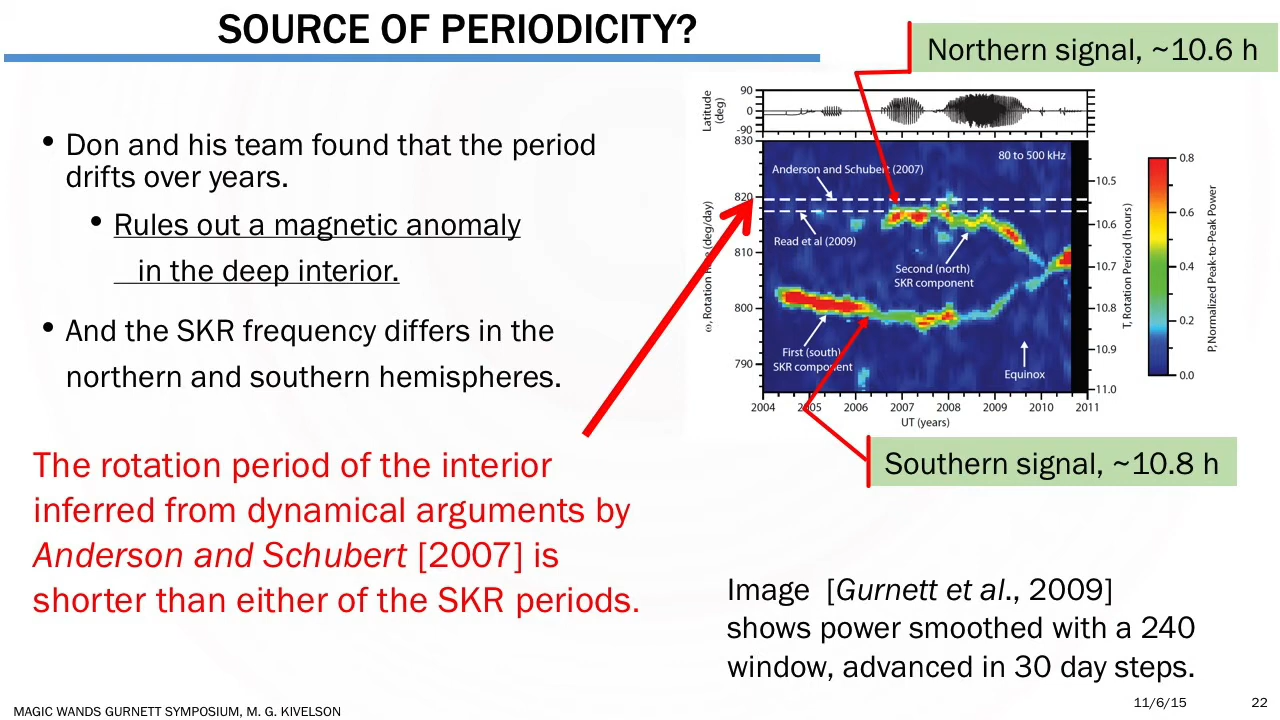 SOURCE OF PERIODICITY?
• Don and his team found that the period
drifts over years.
• Rules out a magnetic anomaly
in the deep interior.
• And the SKR frequency differs in the
northern and southern hemispheres.
The rotation period of the interior
inferred from dynamical arguments by
Anderson and Schubert [2007] is
shorter than either of the SKR periods.
Northern signal, ~10.6 h
Latitude
(deg)
90
0
-90
830
820
810
800
790
ω, Rotation Rate (deg/day)
80 to 500 kHz
Anderson and Schubert (2007)
Read et al (2009)
Second (north)
SKR component
First (south)
SKR component
Equinox
10.5
10.6
10.7
10.8
10.9
11.0
T, Rotation Period (hours)
2004 2005 2006 2007 2008 2009 2010 2011
UT (years)
0.8
0.6
0.4
0.2
0.0
P, Normalized Peak-to-Peak Power
Southern signal, ~10.8 h
Image [Gurnett et al., 2009]
shows power smoothed with a 240
window, advanced in 30 day steps.
MAGIC WANDS GURNETT SYMPOSIUM, M. G. KIVELSON
11/6/15 22